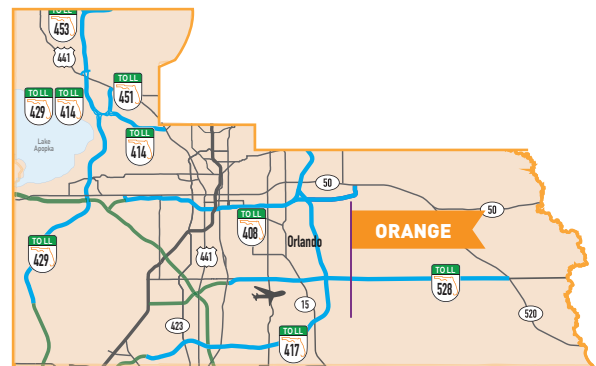 TOLL
453
441
TOLL
429
TOLL
414
TOLL
451
TOLL
414
Lake
Apopka
50
50
TOLL
408
Orlando
ORANGE
TOLL
429
441
TOLL
528
15
423
520
TOLL
417